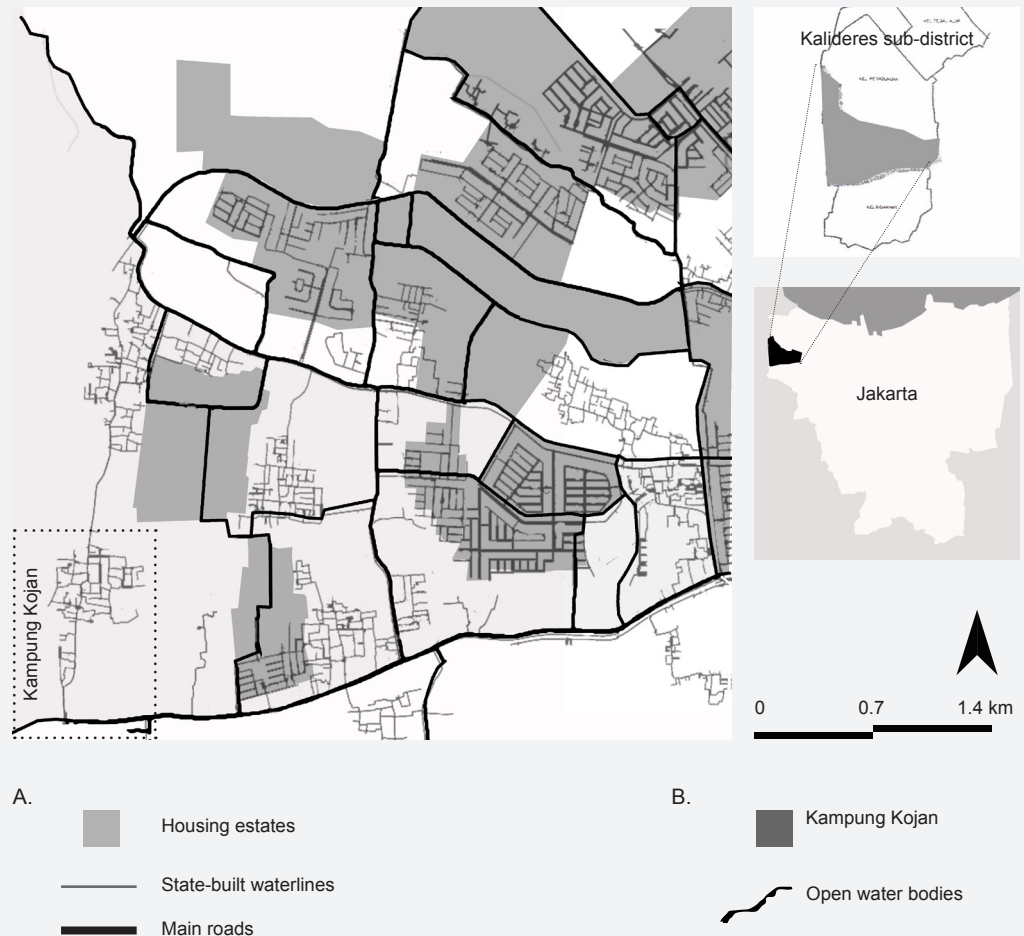 Kalideres sub-district
Jakarta
Kampung Kojan
0 0.7 1.4 km
A.
Housing estates
State-built waterlines
Main roads
B.
Kampung Kojan
Open water bodies